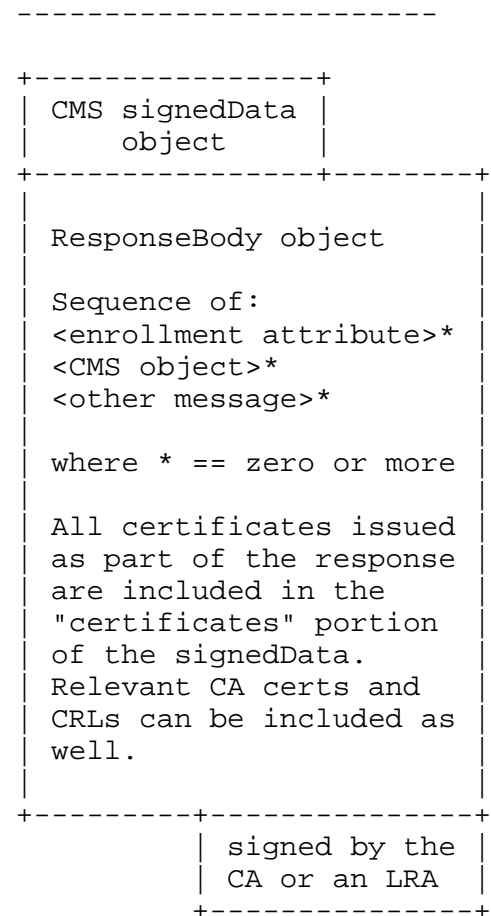 ------------------------
CMS signedData
object
ResponseBody object
Sequence of:
<enrollment attribute>*
<CMS object>*
<other message>*
where * == zero or more
All certificates issued
as part of the response
are included in the
"certificates" portion
of the signedData.
Relevant CA certs and
CRLs can be included as
well.
signed by the
CA or an LRA